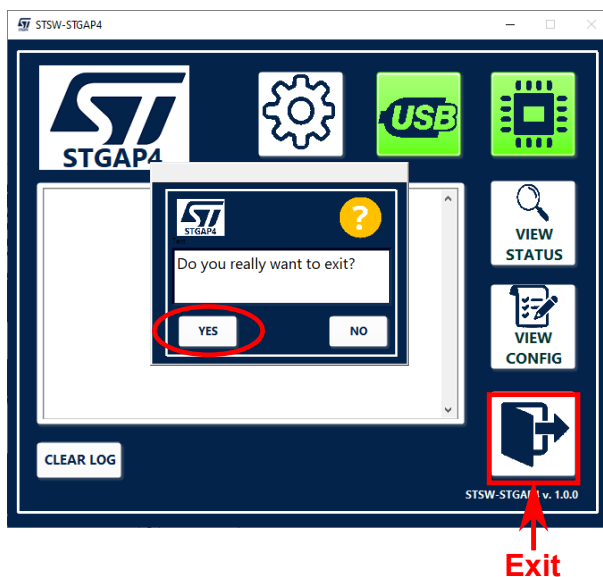 STSW-STGAP4
STGAP4
USB
STGAP4
Text
Do you really want to exit?
YES
NO
VIEW
STATUS
VIEW
CONFIG
CLEAR LOG
STSW-STGAP4 v. 1.0.0
Exit